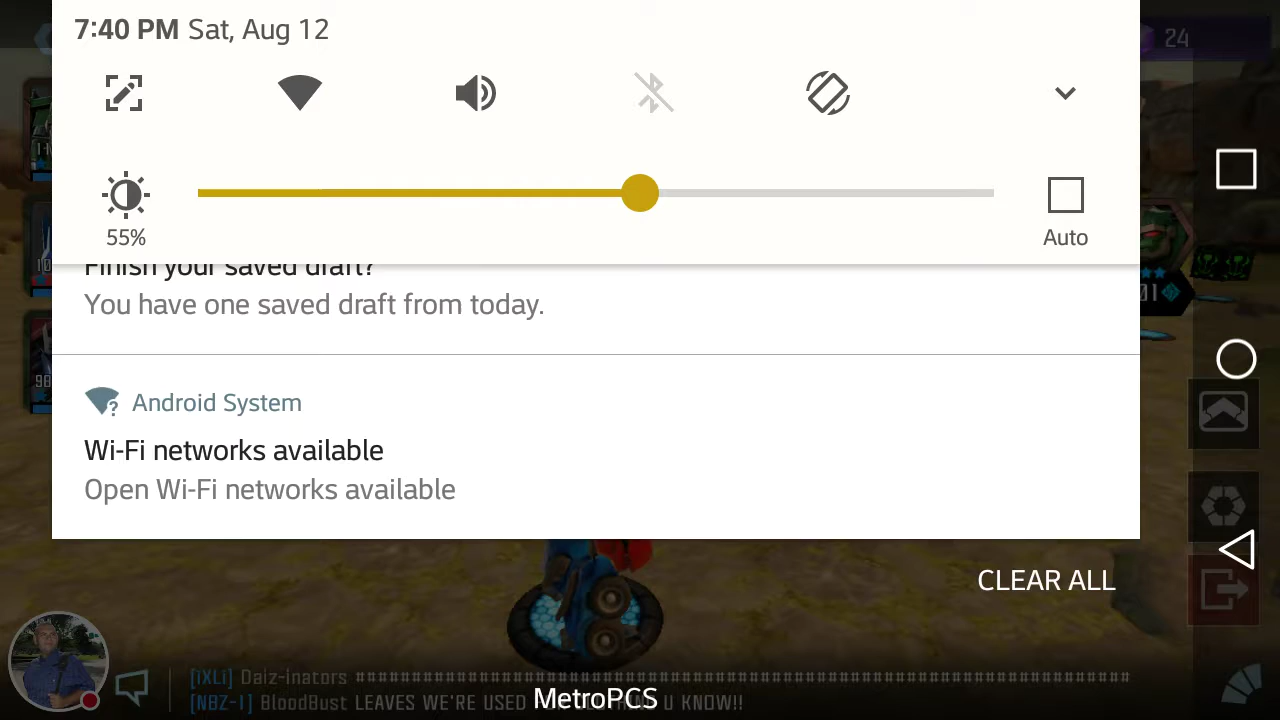 7:40 PM Sat, Aug 12
24
55%
Auto
Finish your saved draft?
You have one saved draft from today.
Android System
Wi-Fi networks available
Open Wi-Fi networks available
CLEAR ALL
[iXLi] Daiz-inators
[NBZ-1] BloodBust LEAVES WE'RE USED U KNOW!!
MetroPCS